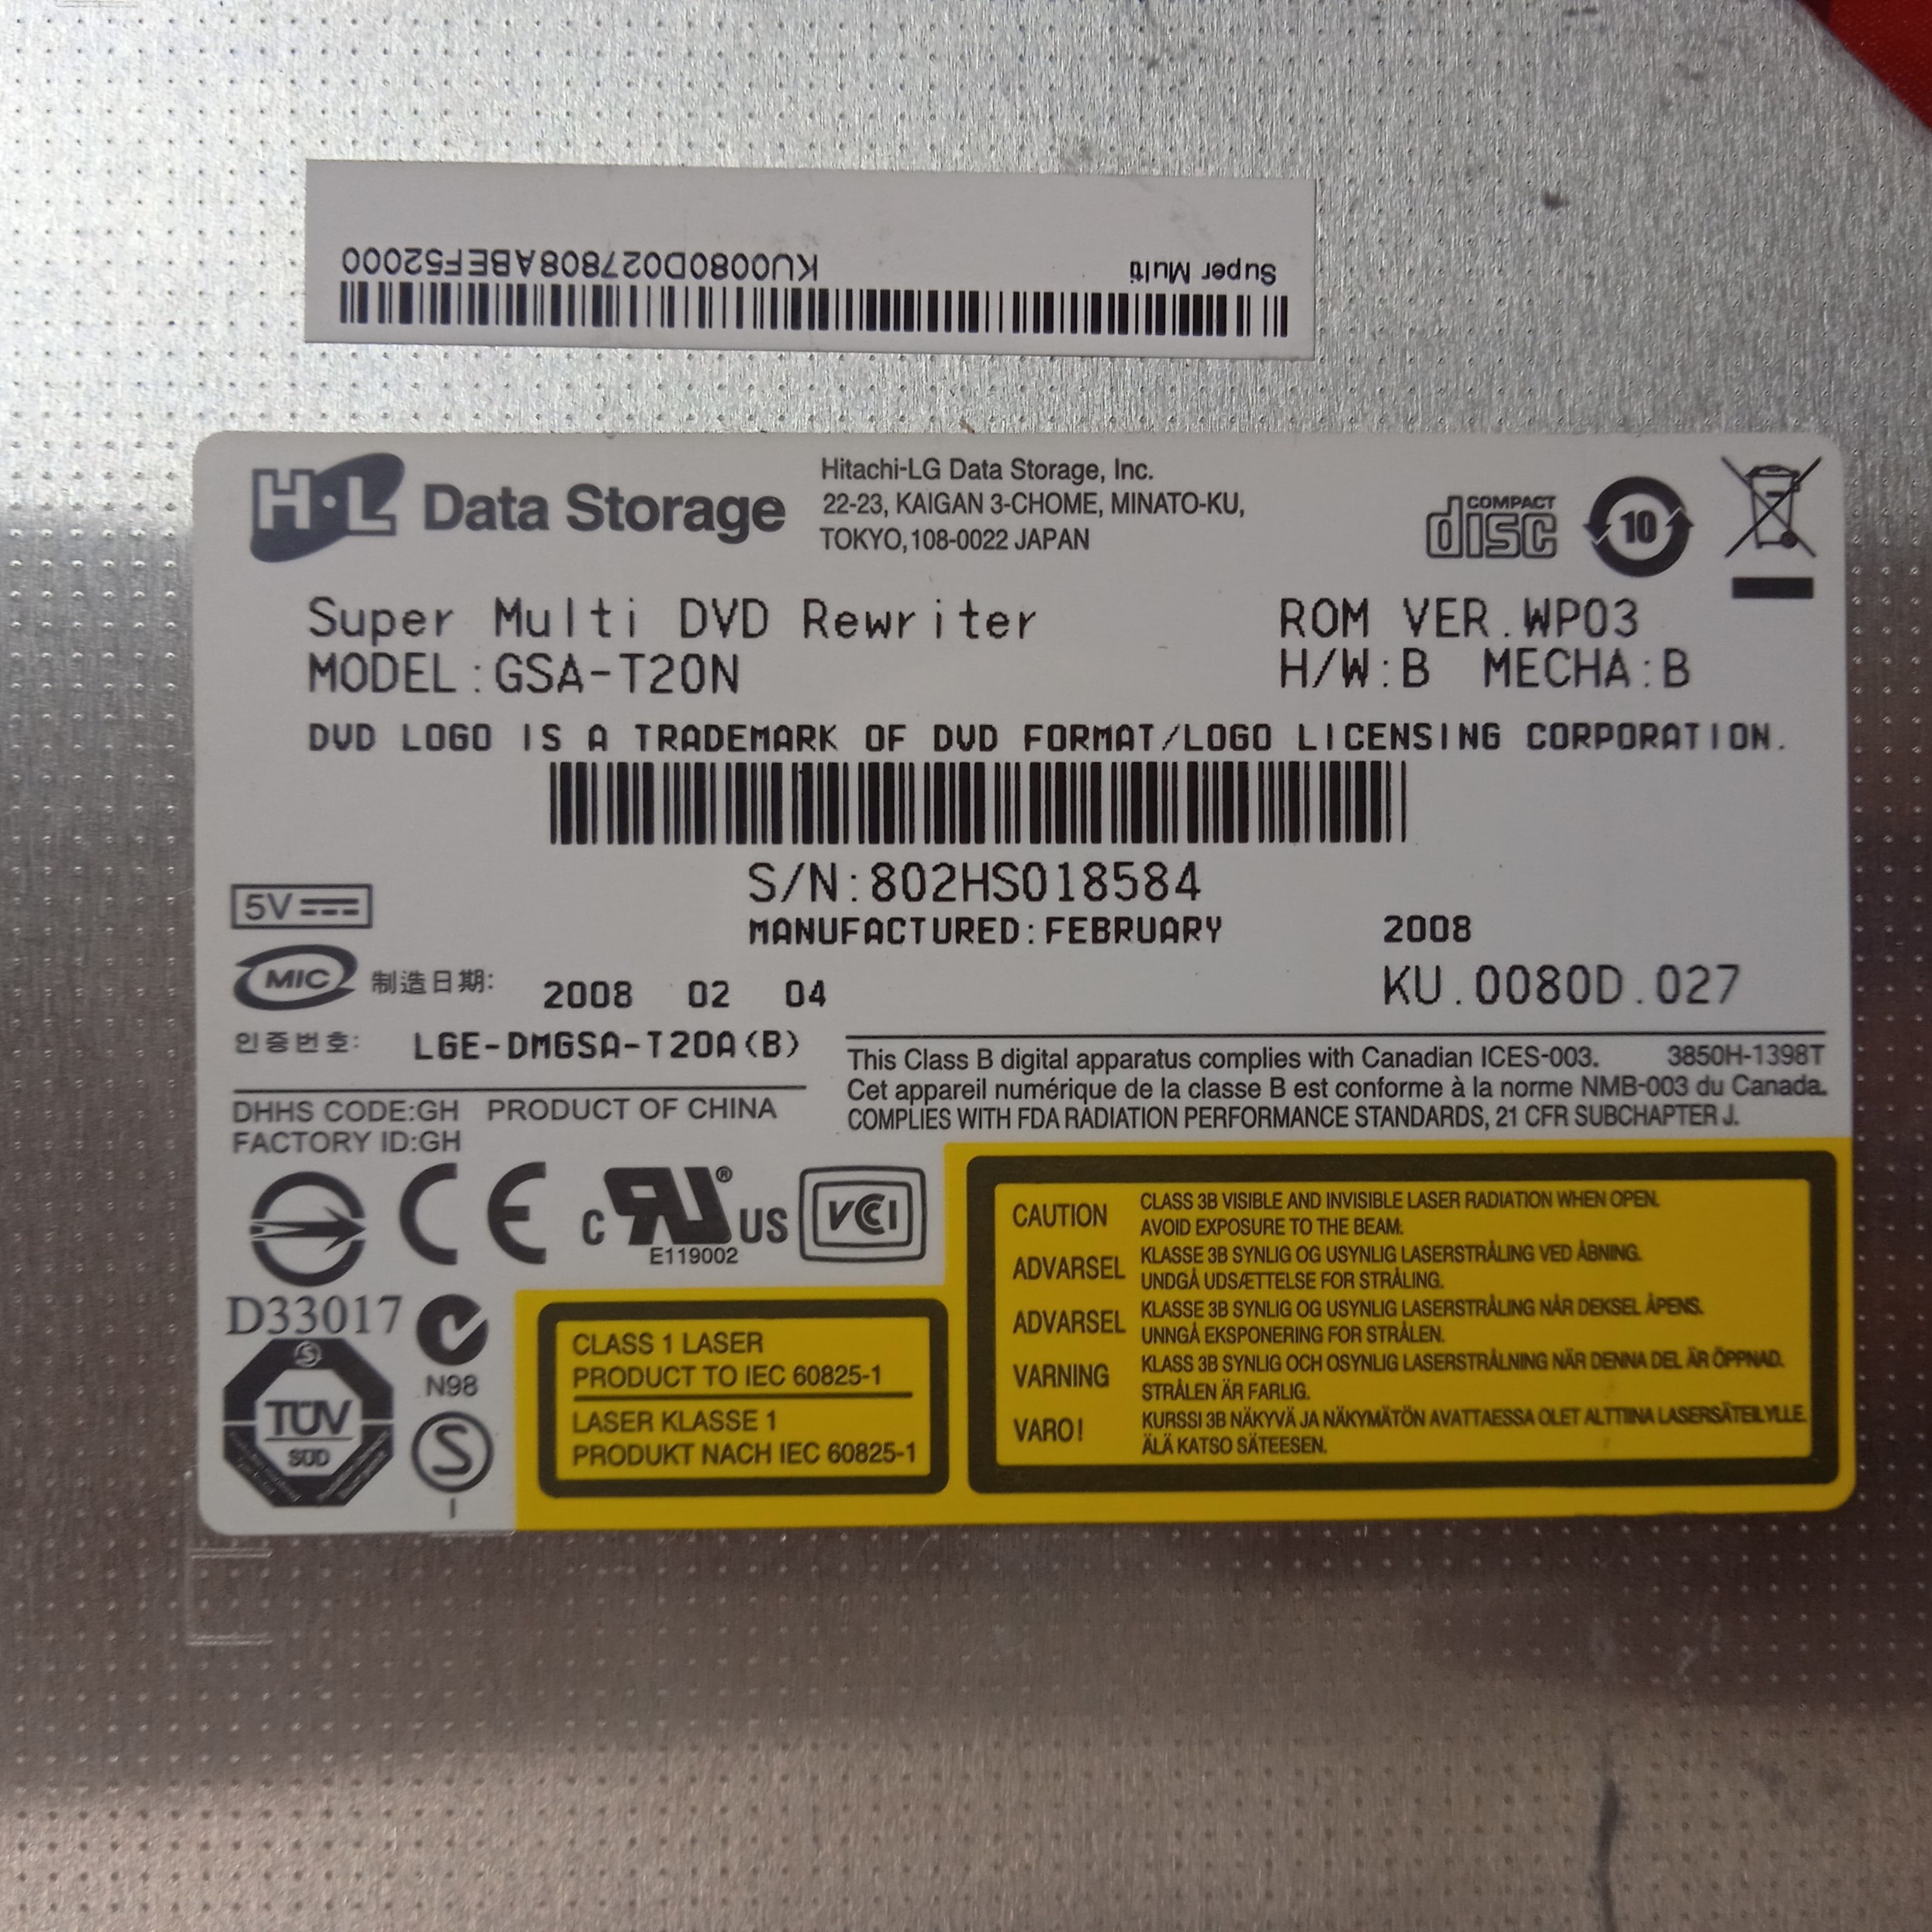 KU0080D027808ABEF52000
Super Multi
H·L Data Storage
Hitachi-LG Data Storage, Inc.
22-23, KAIGAN 3-CHOME, MINATO-KU,
TOKYO,108-0022 JAPAN
COMPACT
disc
10
Super Multi DVD Rewriter
ROM VER.WP03
MODEL:GSA-T20N
H/W:B MECHA:B
DVD LOGO IS A TRADEMARK OF DVD FORMAT/LOGO LICENSING CORPORATION.
S/N:802HS018584
5V
MANUFACTURED:FEBRUARY 2008
MIC 制造日期: 2008 02 04
KU.0080D.027
인증번호: LGE-DMGSA-T20A(B)
This Class B digital apparatus complies with Canadian ICES-003. 3850H-1398T
Cet appareil numérique de la classe B est conforme à la norme NMB-003 du Canada.
COMPLIES WITH FDA RADIATION PERFORMANCE STANDARDS, 21 CFR SUBCHAPTER J.
DHHS CODE:GH PRODUCT OF CHINA
FACTORY ID:GH
CE
c RU ® US
E119002
VCI
D33017
N98
TÜV
SÜD
S
I
CLASS 1 LASER
PRODUCT TO IEC 60825-1
LASER KLASSE 1
PRODUKT NACH IEC 60825-1
CAUTION CLASS 3B VISIBLE AND INVISIBLE LASER RADIATION WHEN OPEN.
AVOID EXPOSURE TO THE BEAM.
ADVARSEL KLASSE 3B SYNLIG OG USYNLIG LASERSTRÅLING VED ÅBNING.
UNDGÅ UDSÆTTELSE FOR STRÅLING.
ADVARSEL KLASSE 3B SYNLIG OG USYNLIG LASERSTRÅLING NÅR DEKSEL ÅPENS.
UNNGÅ EKSPONERING FOR STRÅLEN.
VARNING KLASS 3B SYNLIG OCH OSYNLIG LASERSTRÅLNING NÄR DENNA DEL ÄR ÖPPNAD.
STRÅLEN ÄR FARLIG.
VARO! KURSSI 3B NÄKYVÄ JA NÄKYMÄTÖN AVATTAESSA OLET ALTTIINA LASERSÄTEILYLLE.
ÄLÄ KATSO SÄTEESEN.